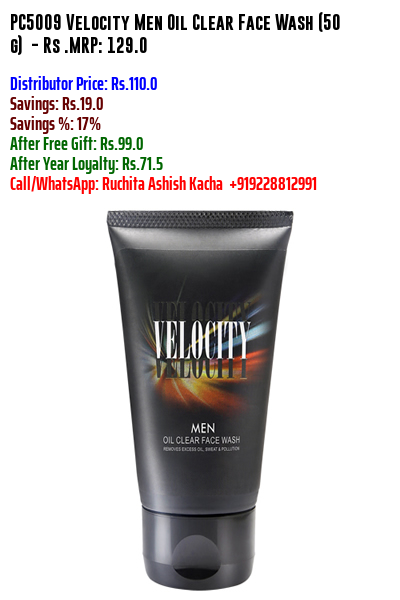 PC5009 Velocity Men Oil Clear Face Wash (50
g) - Rs .MRP: 129.0
Distributor Price: Rs.110.0
Savings: Rs.19.0
Savings %: 17%
After Free Gift: Rs.99.0
After Year Loyalty: Rs.71.5
Call/WhatsApp: Ruchita Ashish Kacha +919228812991
VELOCITY
MEN
OIL CLEAR FACE WASH
REMOVES EXCESS OIL, SWEAT & POLLUTION